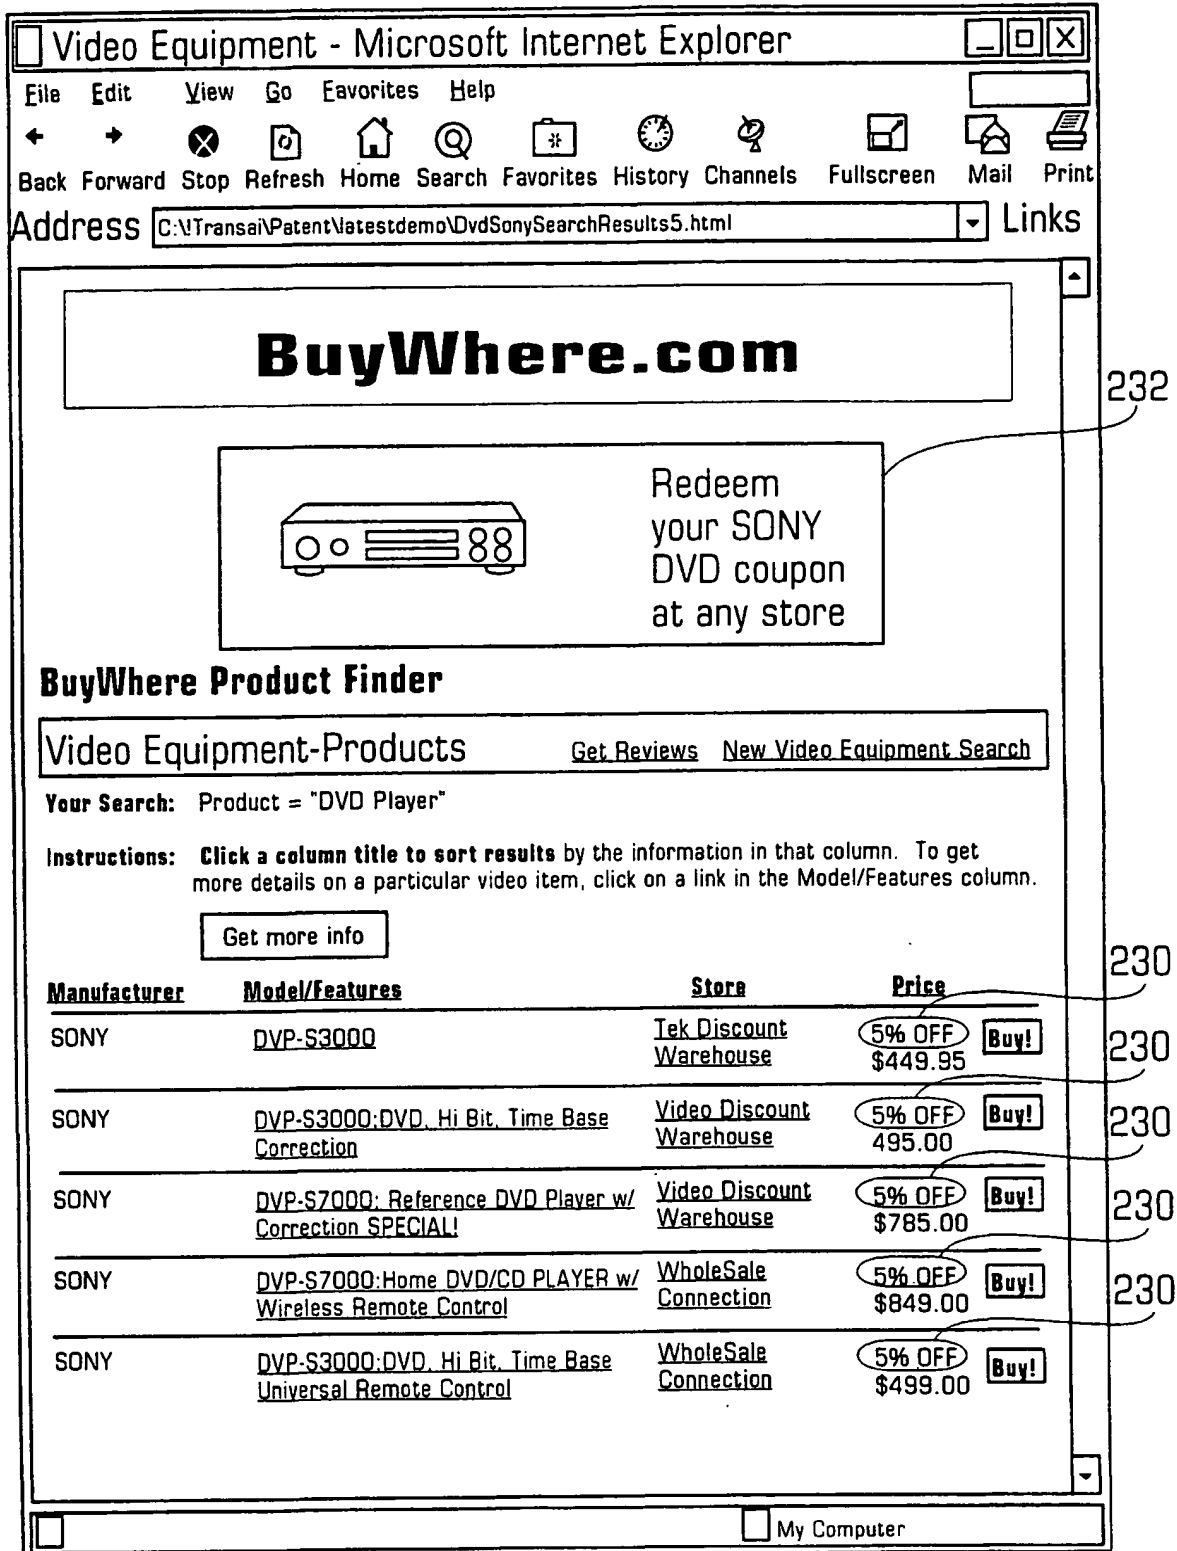 Video Equipment - Microsoft Internet Explorer
File Edit View Go Eavorites Help
Back Forward Stop Refresh Home Search Favorites History Channels Fullscreen Mail Print
Address C:\!Transai\Patent\latestdemo\DvdSonySearchResults5.html Links
BuyWhere.com
232
Redeem
your SONY
DVD coupon
at any store
BuyWhere Product Finder
Video Equipment-Products Get Reviews New Video Equipment Search
Your Search: Product = "DVD Player"
Instructions: Click a column title to sort results by the information in that column. To get
more details on a particular video item, click on a link in the Model/Features column.
Get more info
230
Manufacturer Model/Features Store Price
SONY DVP-S3000 Tek Discount 5% OFF Buy!
Warehouse $449.95
230
SONY DVP-S3000:DVD, Hi Bit, Time Base Video Discount 5% OFF Buy!
Correction Warehouse 495.00
230
SONY DVP-S7000: Reference DVD Player w/ Video Discount 5% OFF Buy!
Correction SPECIAL! Warehouse $785.00
230
SONY DVP-S7000:Home DVD/CD PLAYER w/ WholeSale 5% OFF Buy!
Wireless Remote Control Connection $849.00
230
SONY DVP-S3000:DVD, Hi Bit, Time Base WholeSale 5% OFF Buy!
Universal Remote Control Connection $499.00
My Computer